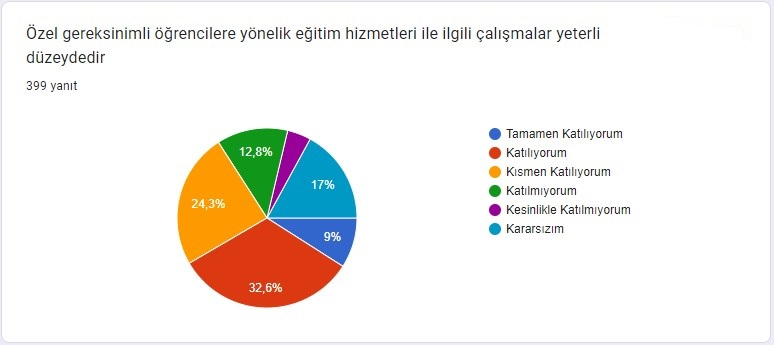 Özel gereksinimli öğrencilere yönelik eğitim hizmetleri ile ilgili çalışmalar yeterli
düzeydedir
399 yanıt
12,8%
17%
24,3%
9%
32,6%
Tamamen Katılıyorum
Katılıyorum
Kısmen Katılıyorum
Katılmıyorum
Kesinlikle Katılmıyorum
Kararsızım